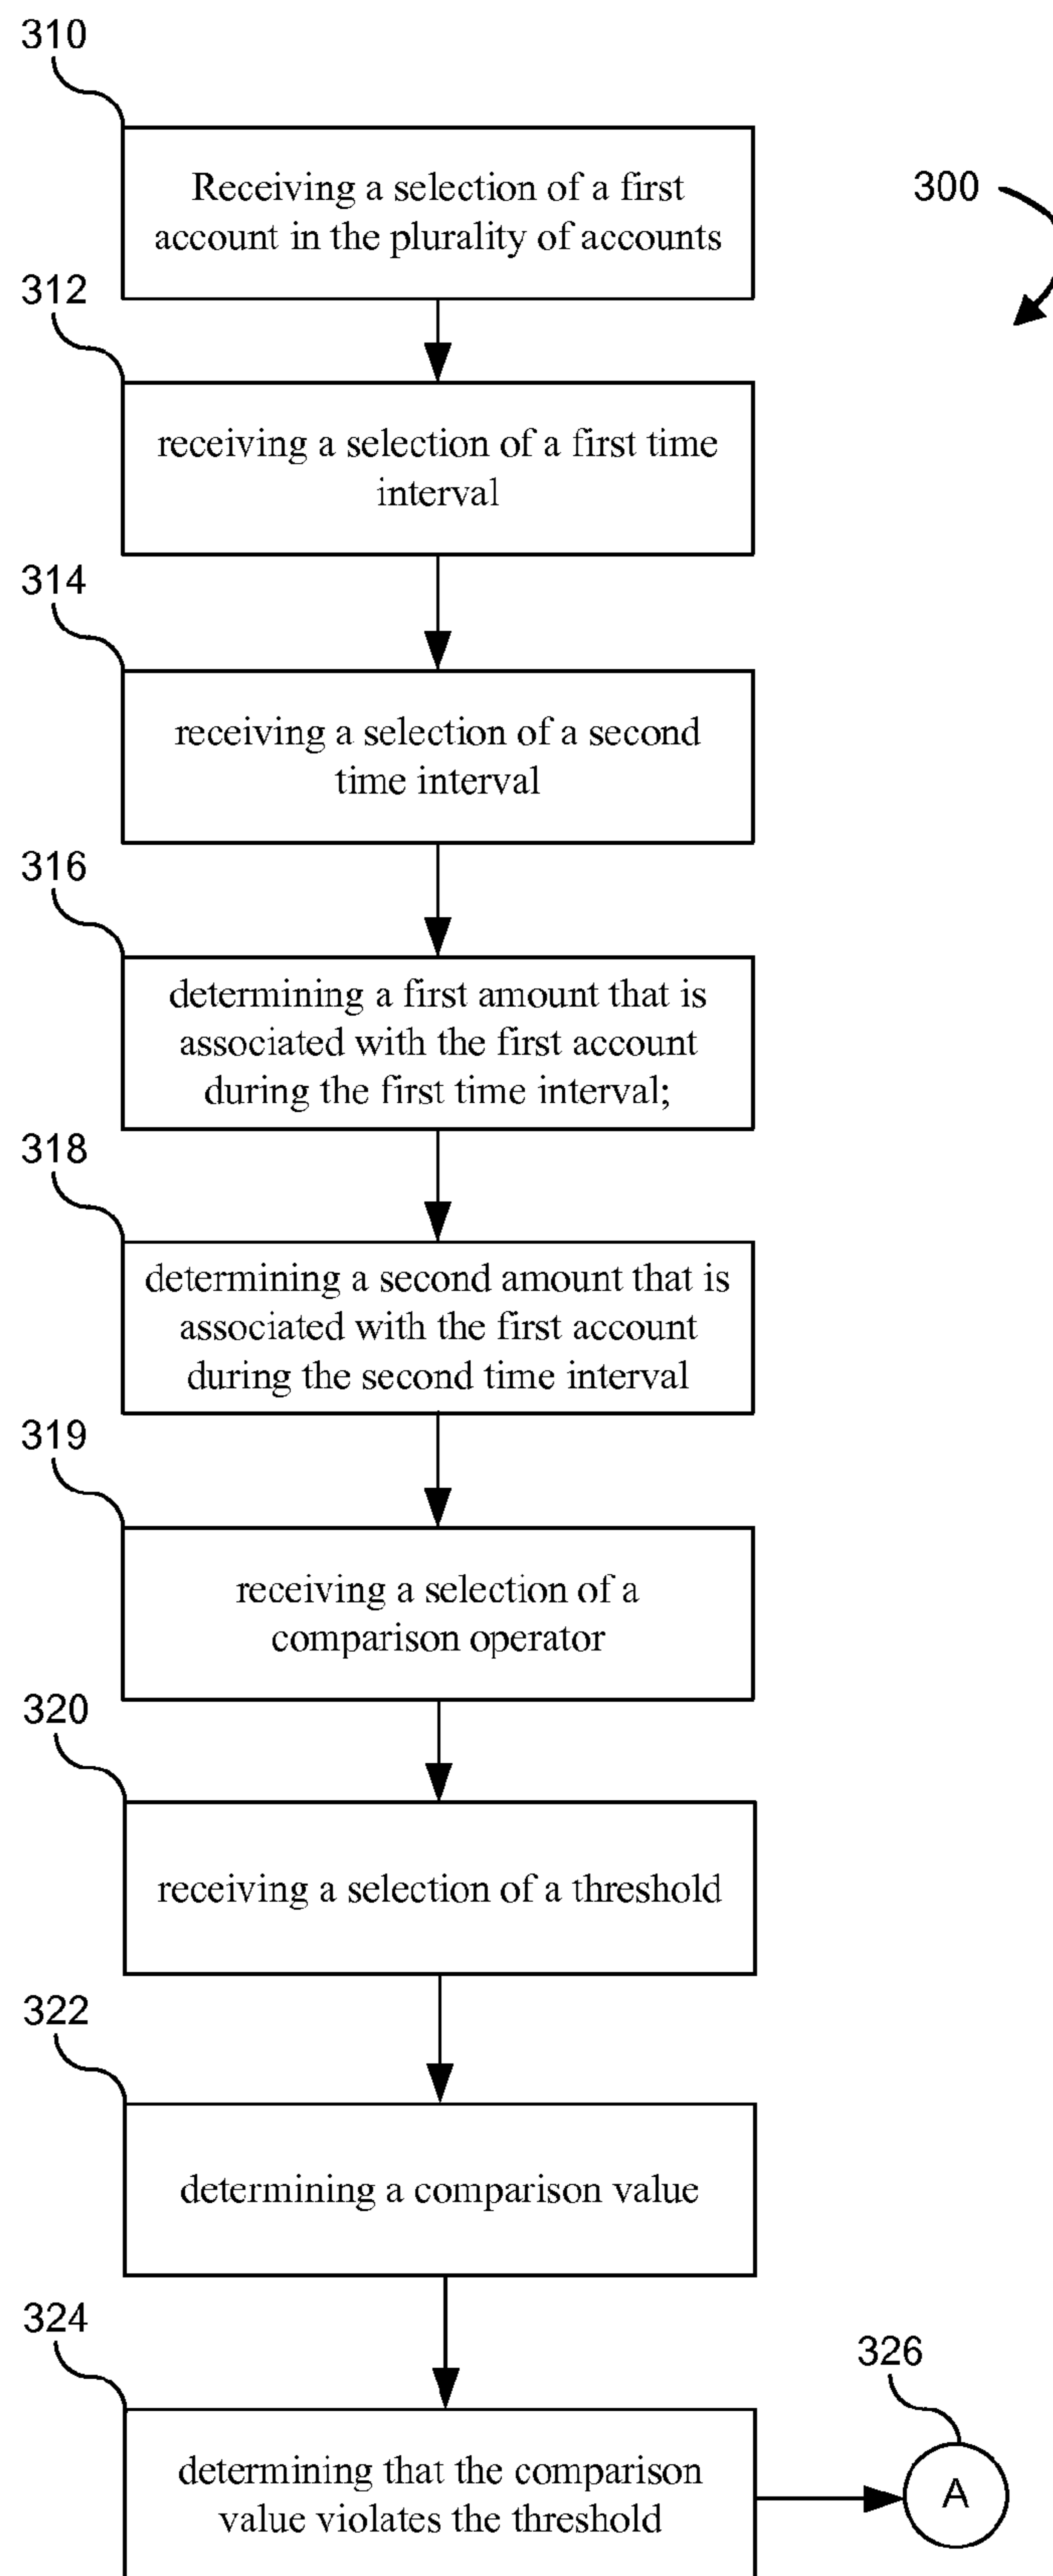 310
Receiving a selection of a first
account in the plurality of accounts
300
312
receiving a selection of a first time
interval
314
receiving a selection of a second
time interval
316
determining a first amount that is
associated with the first account
during the first time interval;
318
determining a second amount that is
associated with the first account
during the second time interval
319
receiving a selection of a
comparison operator
320
receiving a selection of a threshold
322
determining a comparison value
324
determining that the comparison
value violates the threshold
326
A